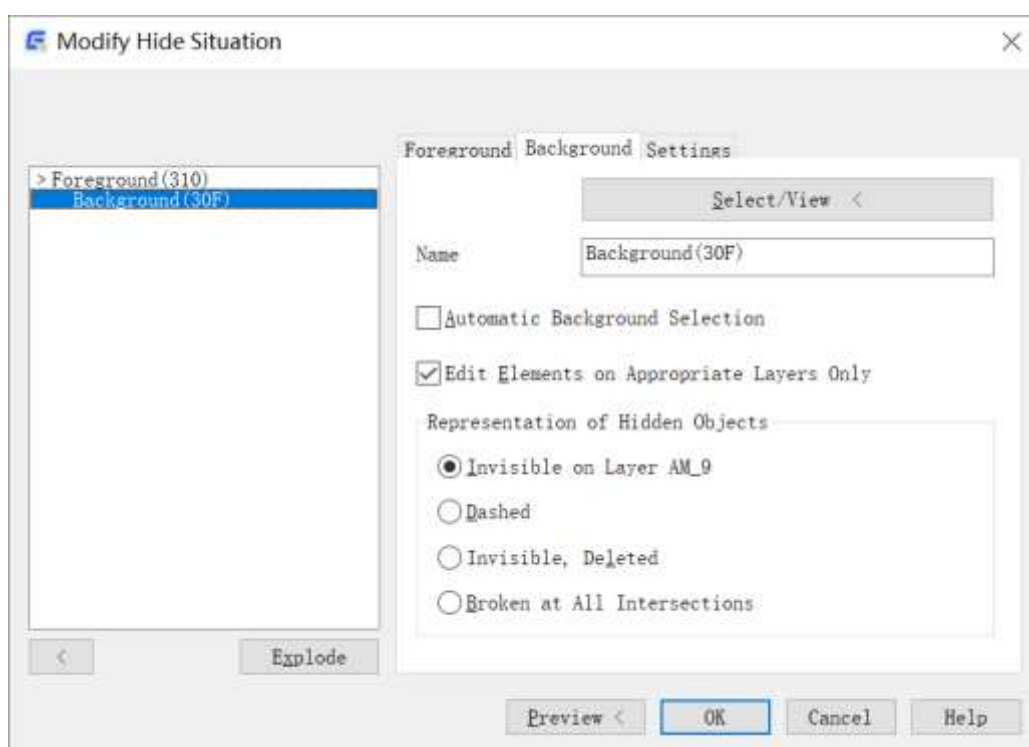 Modify Hide Situation
Foreground Background Settings
> Foreground(310)
Background(30F)
Select/View <
Name Background(30F)
Automatic Background Selection
Edit Elements on Appropriate Layers Only
Representation of Hidden Objects
Invisible on Layer AM_9
Dashed
Invisible, Deleted
Broken at All Intersections
< Explode
Preview < OK Cancel Help